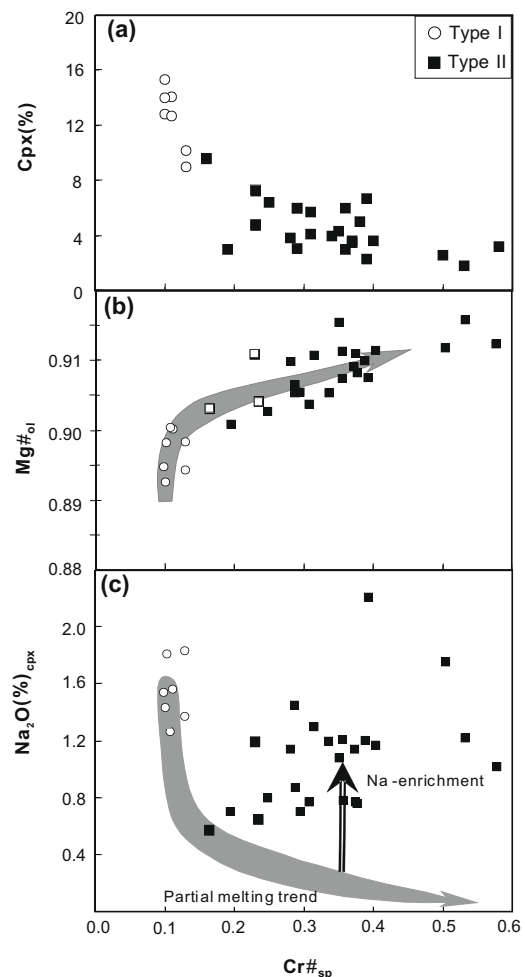 (a)
Type I
Type II
20
16
12
8
4
0
Cpx(%)
(b)
0.91
0.90
0.89
0.88
Mg#ol
(c)
2.0
1.6
1.2
0.8
0.4
Na2O(%)cpx
Na-enrichment
Partial melting trend
0.0 0.1 0.2 0.3 0.4 0.5 0.6
Cr#sp